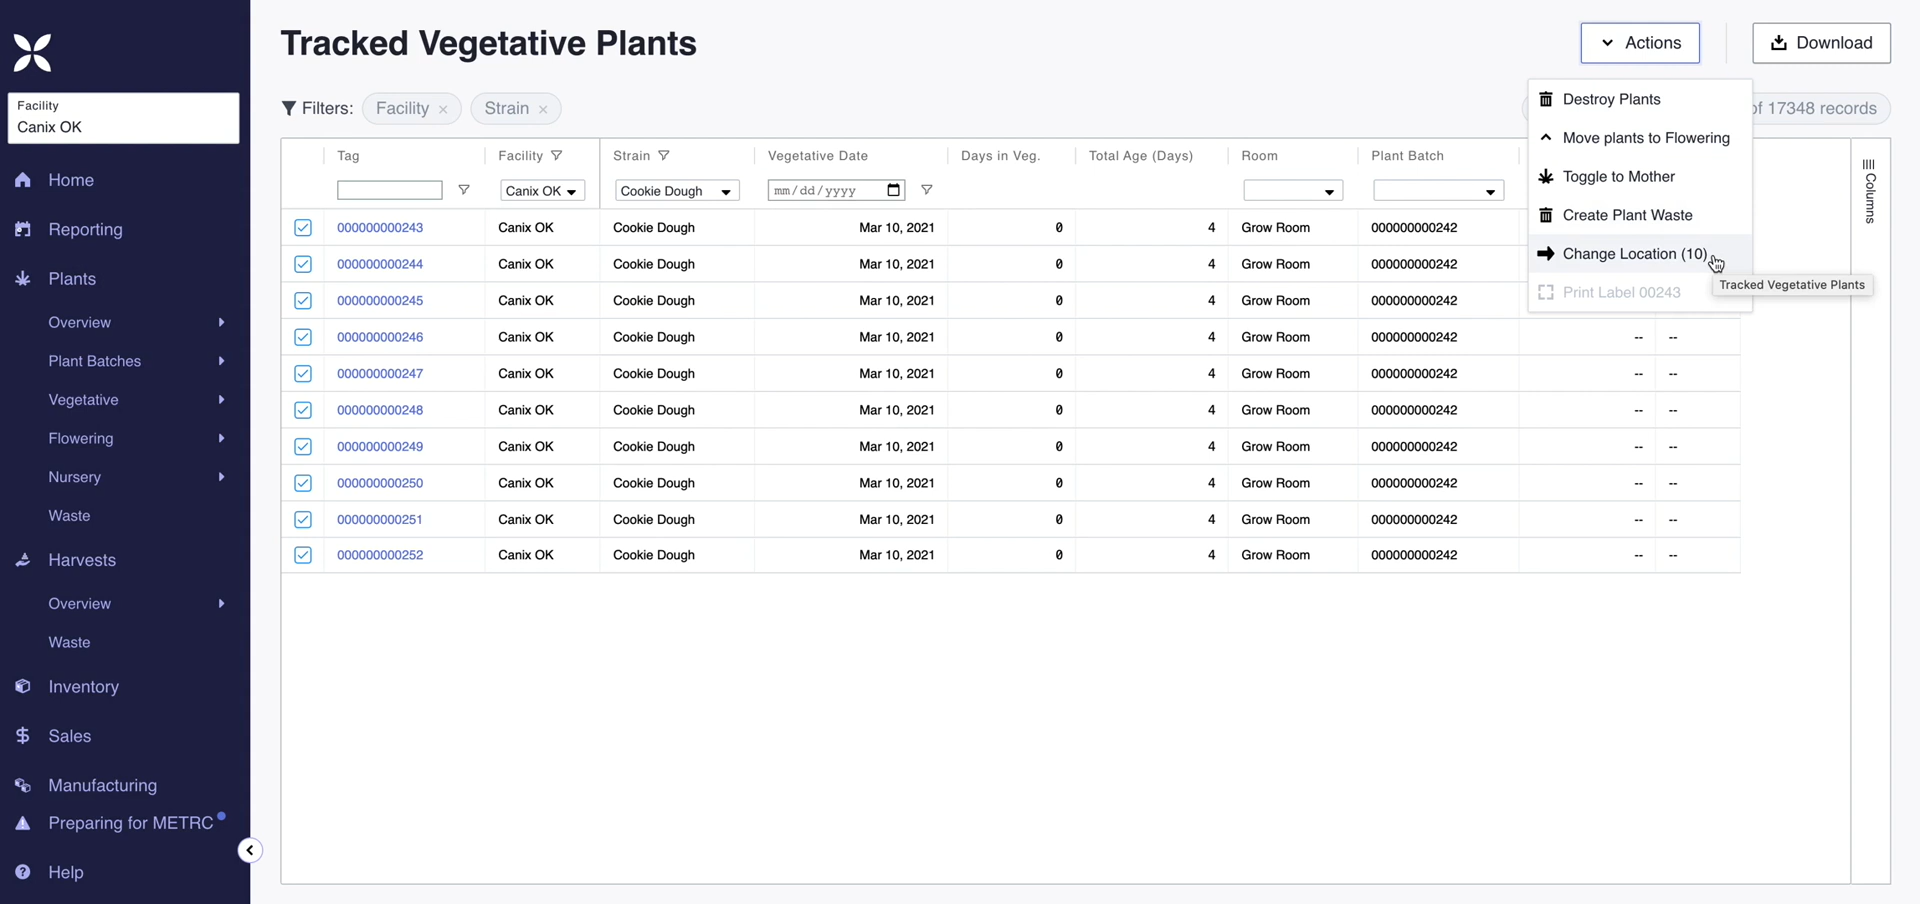 Facility
Canix OK
Home
Reporting
Plants
Overview
Plant Batches
Vegetative
Flowering
Nursery
Waste
Harvests
Overview
Waste
Inventory
Sales
Manufacturing
Preparing for METRC
Help
Tracked Vegetative Plants
Actions
Download
Filters: Facility × Strain ×
of 17348 records
Destroy Plants
Move plants to Flowering
Toggle to Mother
Create Plant Waste
Change Location (10)
Print Label 00243
Tracked Vegetative Plants
Columns
Tag Facility Strain Vegetative Date Days in Veg. Total Age (Days) Room Plant Batch
Canix OK Cookie Dough mm/dd/yyyy
000000000243 Canix OK Cookie Dough Mar 10, 2021 0 4 Grow Room 000000000242
000000000244 Canix OK Cookie Dough Mar 10, 2021 0 4 Grow Room 000000000242
000000000245 Canix OK Cookie Dough Mar 10, 2021 0 4 Grow Room 000000000242
000000000246 Canix OK Cookie Dough Mar 10, 2021 0 4 Grow Room 000000000242 -- --
000000000247 Canix OK Cookie Dough Mar 10, 2021 0 4 Grow Room 000000000242 -- --
000000000248 Canix OK Cookie Dough Mar 10, 2021 0 4 Grow Room 000000000242 -- --
000000000249 Canix OK Cookie Dough Mar 10, 2021 0 4 Grow Room 000000000242 -- --
000000000250 Canix OK Cookie Dough Mar 10, 2021 0 4 Grow Room 000000000242 -- --
000000000251 Canix OK Cookie Dough Mar 10, 2021 0 4 Grow Room 000000000242 -- --
000000000252 Canix OK Cookie Dough Mar 10, 2021 0 4 Grow Room 000000000242 -- --